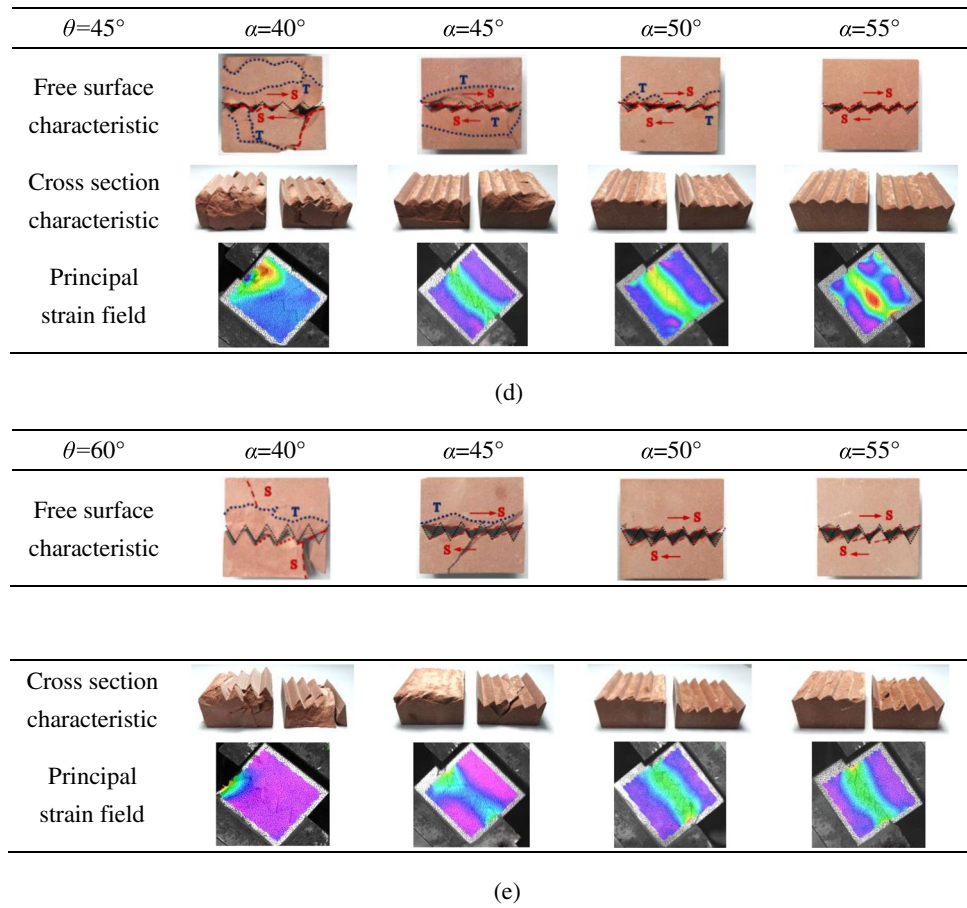 θ=45° α=40° α=45° α=50° α=55°
Free surface
characteristic
T
S
S
T
T
S
S
T
T
S
S
T
S
S
Cross section
characteristic
Principal
strain field
(d)
θ=60° α=40° α=45° α=50° α=55°
Free surface
characteristic
S
T
S
T
S
S
S
S
S
S
Cross section
characteristic
Principal
strain field
(e)